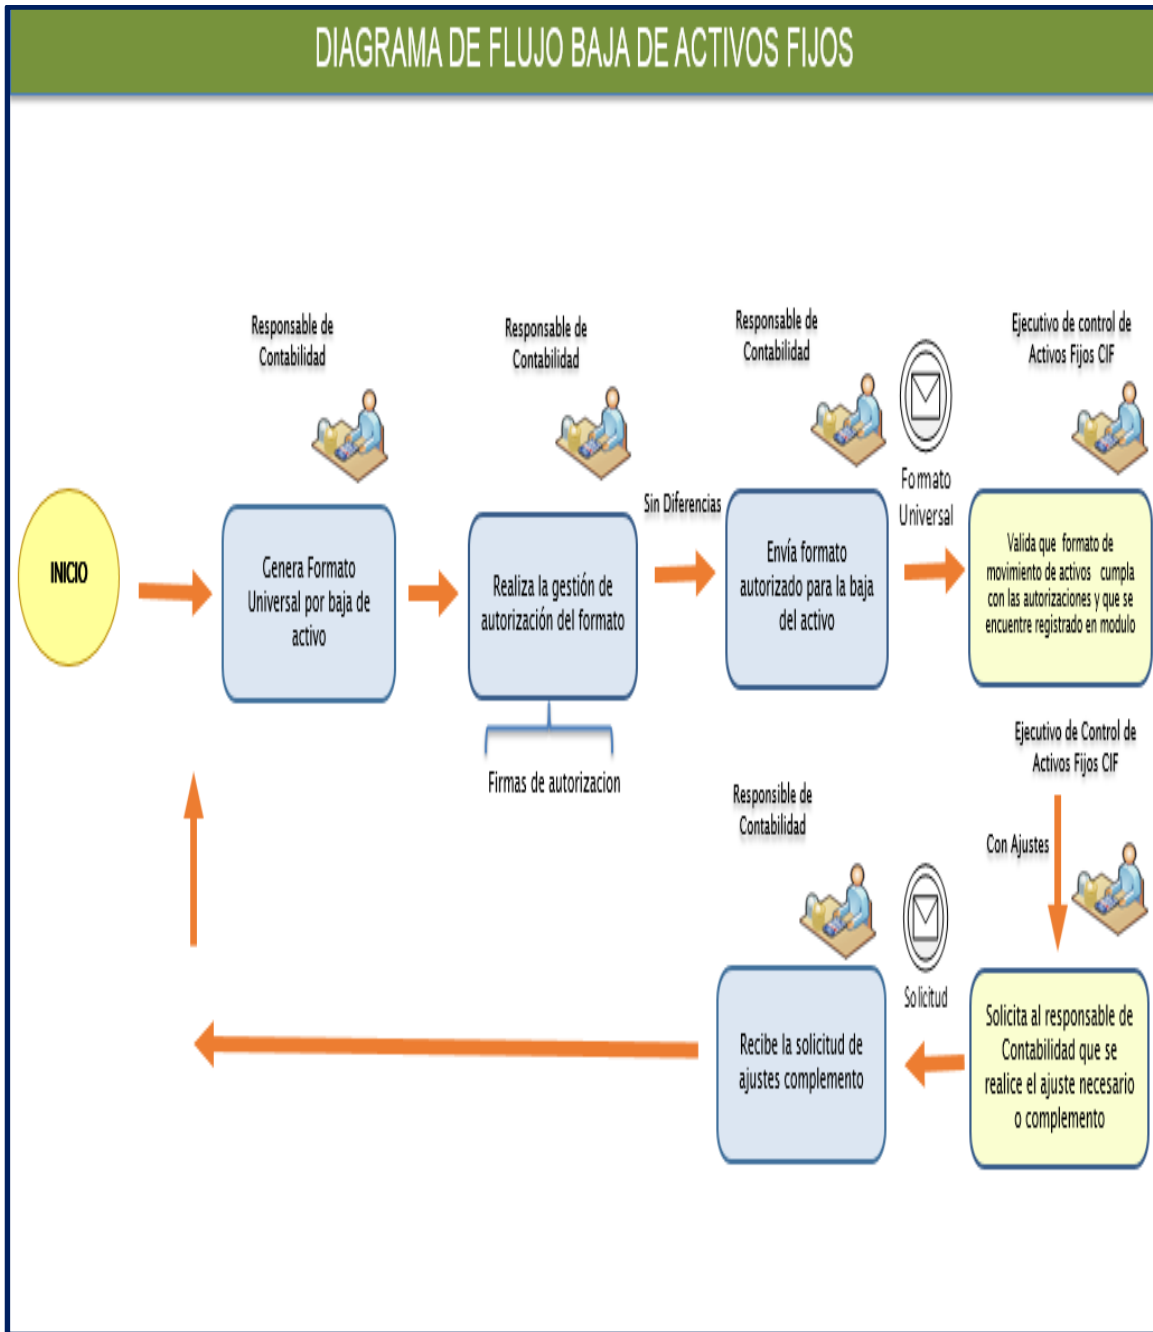 DIAGRAMA DE FLUJO BAJA DE ACTIVOS FIJOS
Responsable de
Contabilidad
Responsable de
Contabilidad
Responsable de
Contabilidad
Ejecutivo de control de
Activos Fijos CIF
INICIO
Genera Formato
Universal por baja de
activo
Realiza la gestión de
autorización del formato
Firmas de autorizacion
Sin Diferencias
Envía formato
autorizado para la baja
del activo
Formato
Universal
Valida que formato de
movimiento de activos cumpla
con las autorizaciones y que se
encuentre registrado en modulo
Ejecutivo de Control de
Activos Fijos CIF
Con Ajustes
Solicita al responsable de
Contabilidad que se
realice el ajuste necesario
o complemento
Solicitud
Responsible de
Contabilidad
Recibe la solicitud de
ajustes complemento